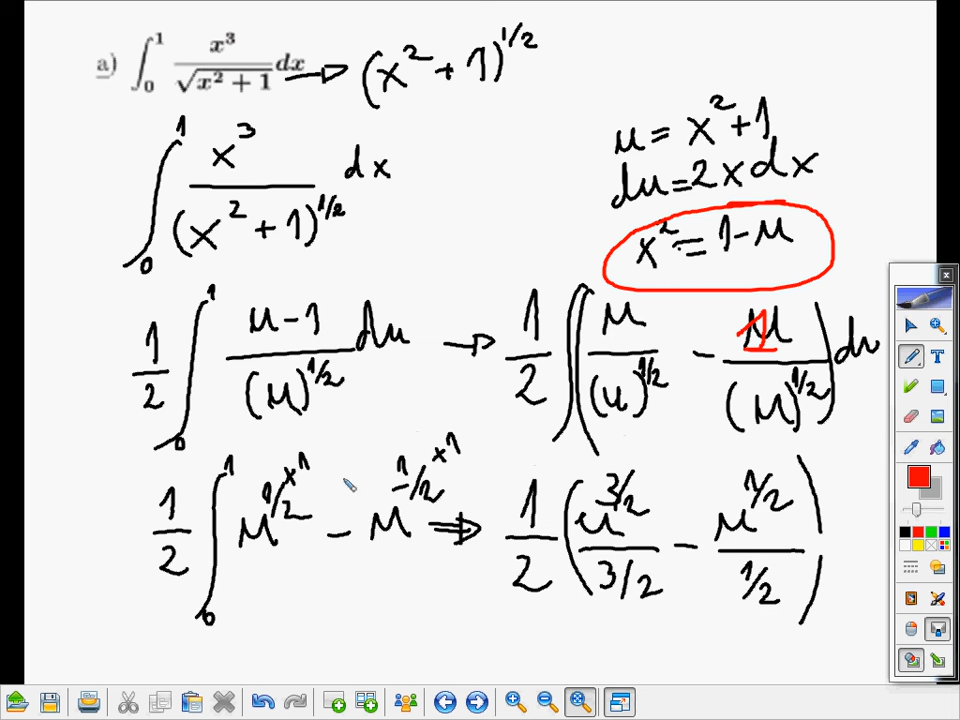 a) ∫₀¹ x³/√(x² + 1) dx → (x² + 1)^1/2
∫₀¹ x³/(x² + 1)^1/2 dx
u = x² + 1
du = 2x dx
x² = 1 - u
1/2 ∫₀¹ (u - 1)/(u)^1/2 du → 1/2 ∫ (u/(u)^1/2 - 1/(u)^1/2) du
1/2 ∫₀¹ u^1/2 +1 - u^-1/2 +1 ⇒ 1/2 (u^3/2 / 3/2 - u^1/2 / 1/2)